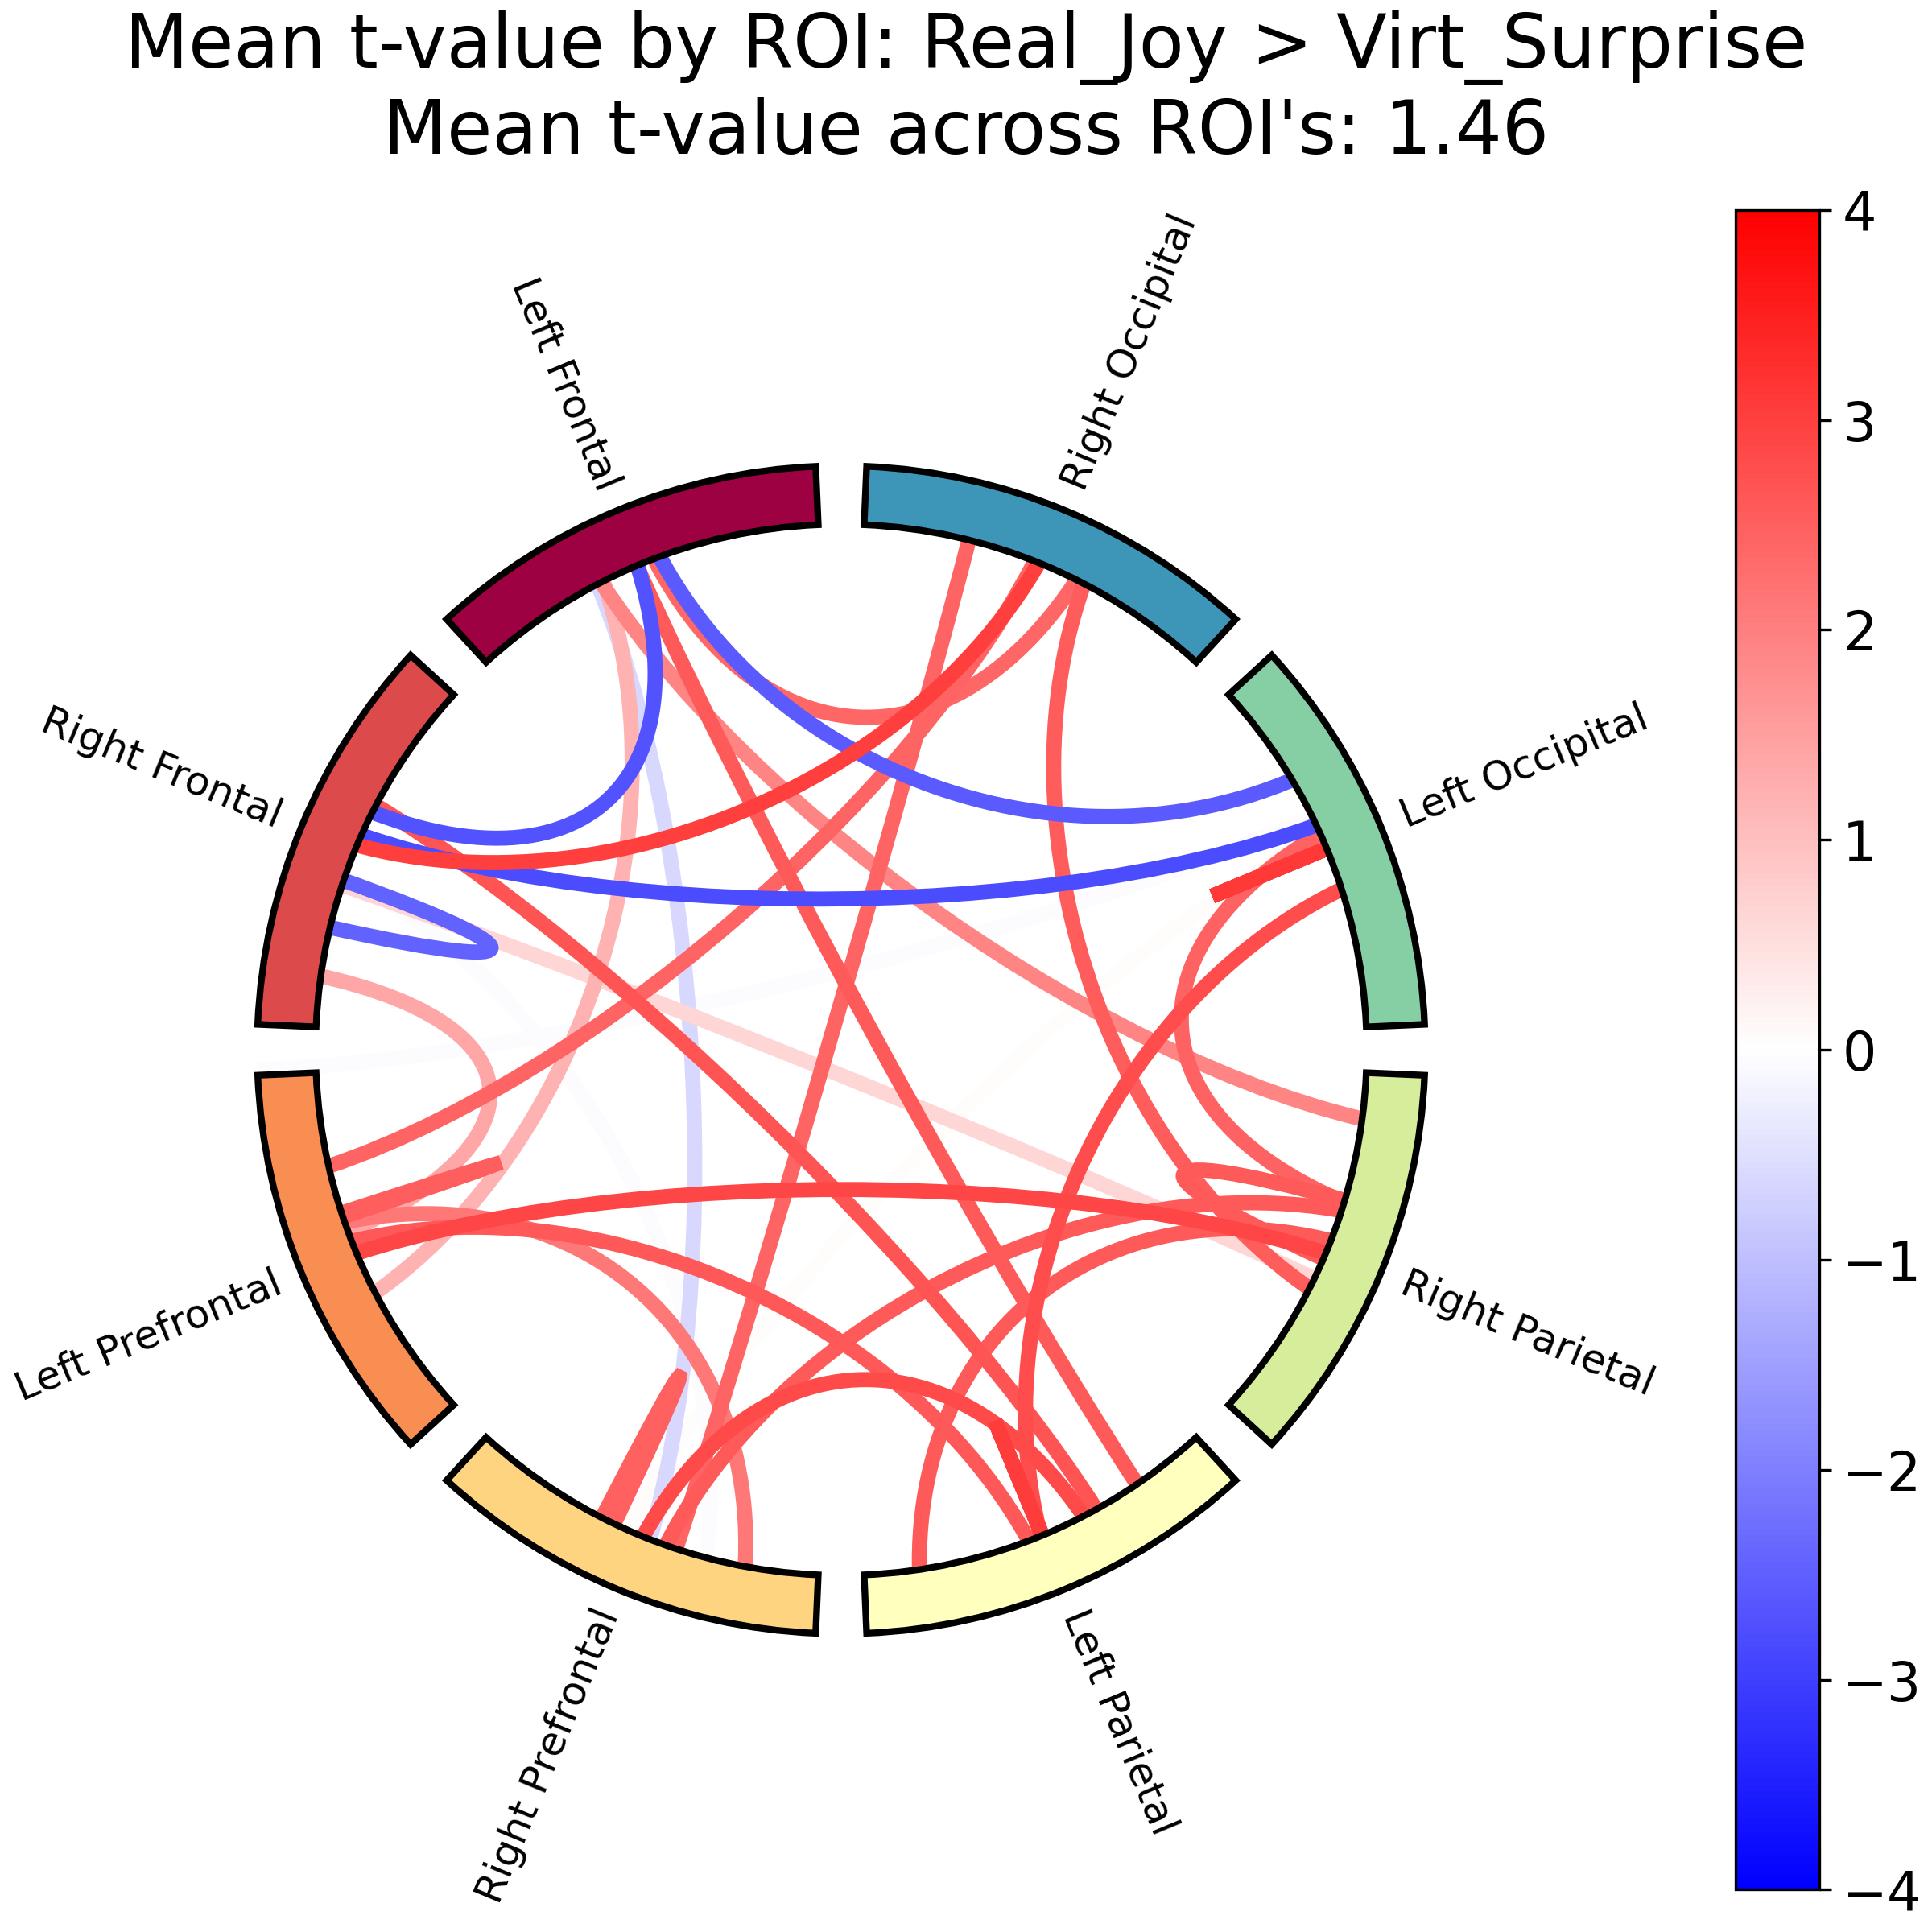 Mean t-value by ROI: Real_Joy > Virt_Surprise
Mean t-value across ROI's: 1.46
Left Frontal
Right Occipital
Right Frontal
Left Occipital
Left Prefrontal
Right Parietal
Right Prefrontal
Left Parietal
4
3
2
1
0
−1
−2
−3
−4